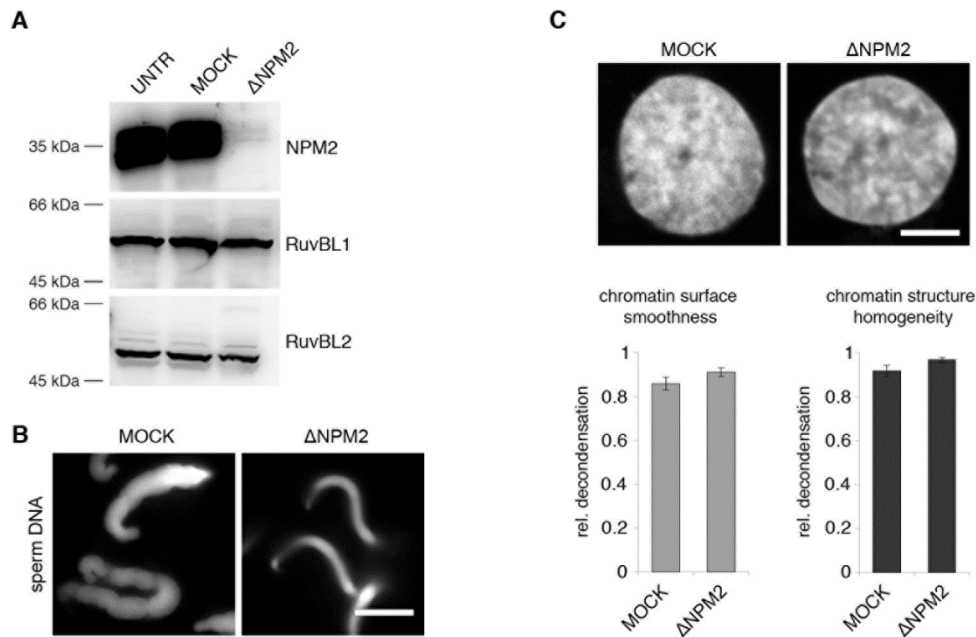 A
UNTR
MOCK
ΔNPM2
35 kDa
NPM2
66 kDa
RuvBL1
45 kDa
66 kDa
RuvBL2
45 kDa
B
MOCK
ΔNPM2
sperm DNA
C
MOCK
ΔNPM2
chromatin surface
smoothness
rel. decondensation
1
0.8
0.6
0.4
0.2
0
MOCK
ΔNPM2
chromatin structure
homogeneity
rel. decondensation
1
0.8
0.6
0.4
0.2
0
MOCK
ΔNPM2